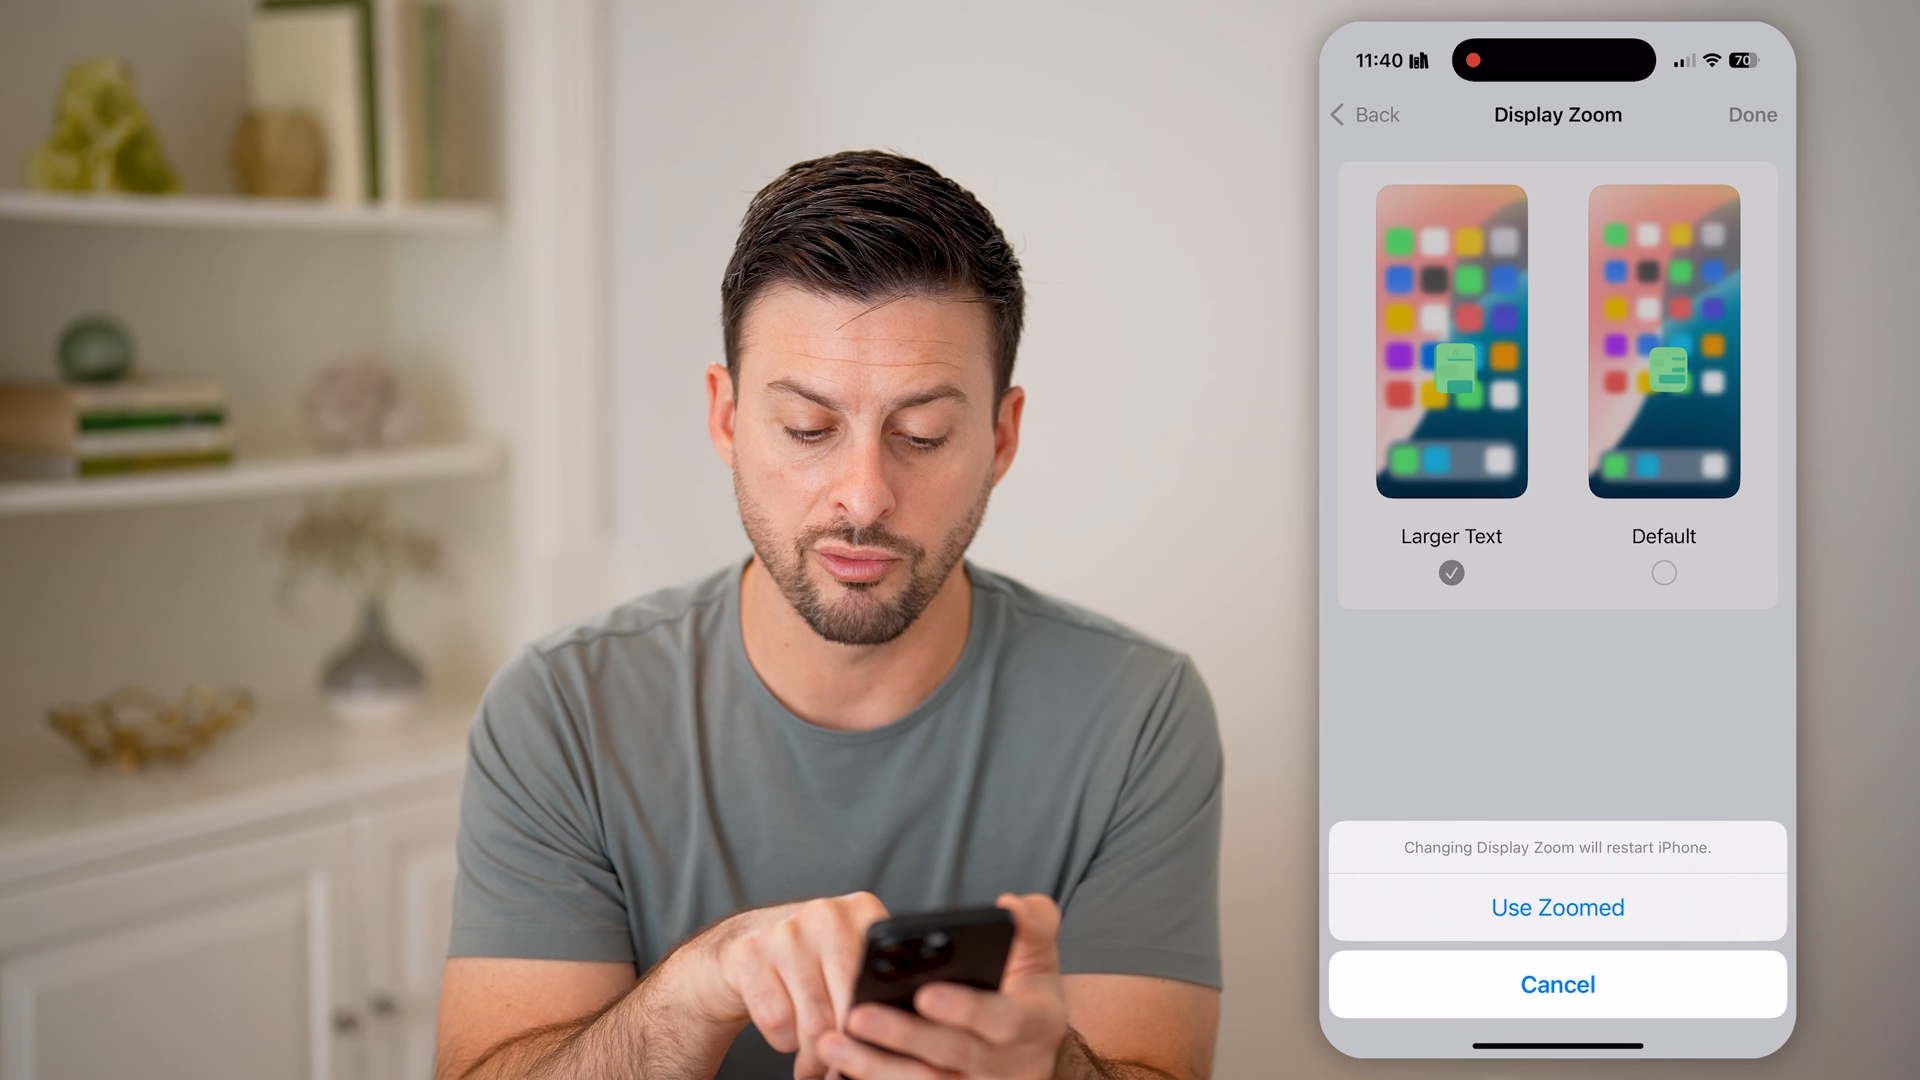 11:40
70
Back
Display Zoom
Done
Larger Text
Default
Changing Display Zoom will restart iPhone.
Use Zoomed
Cancel